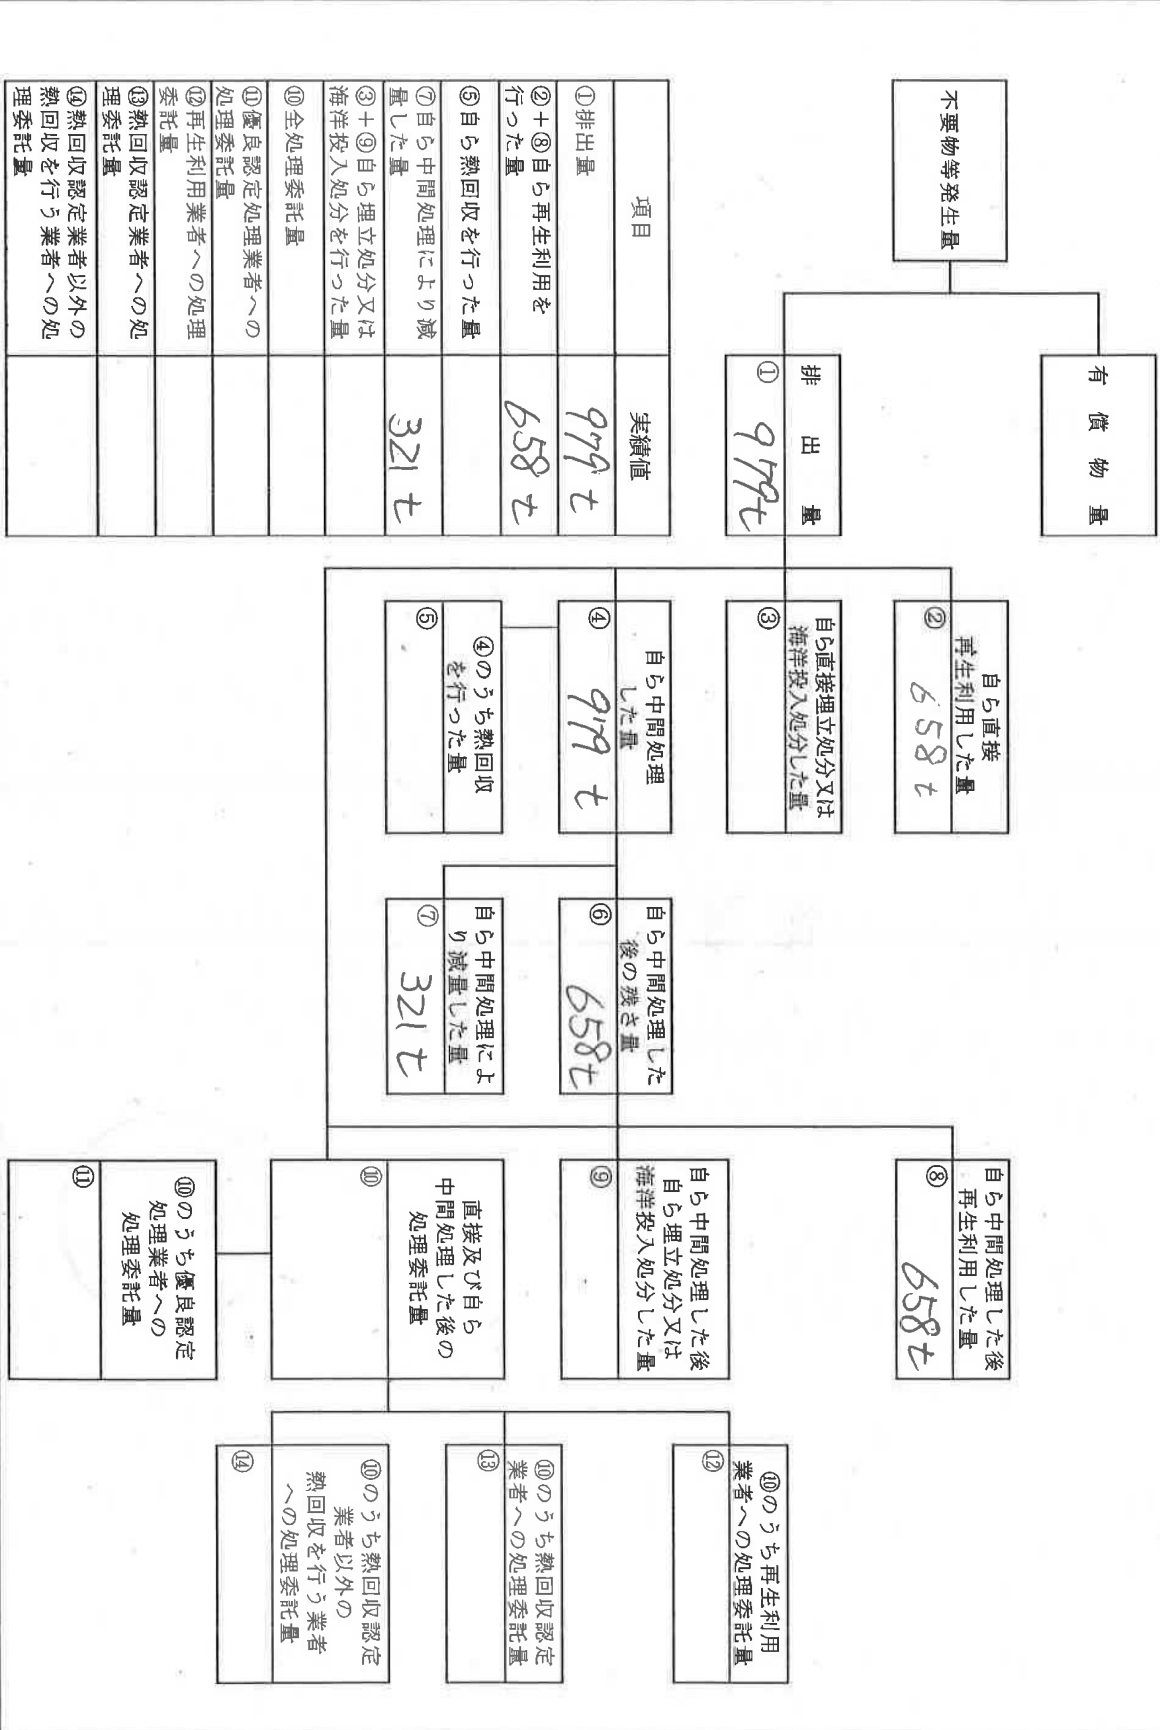 不要物等発生量
有 償 物 量
排 出 量
① 979t
自ら直接
再生利用した量
② 658t
自ら直接埋立処分又は
海洋投入処分した量
③
自ら中間処理
した量
④ 979 t
④のうち熱回収
を行った量
⑤
自ら中間処理した
後の残さ量
⑥ 658t
自ら中間処理によ
り減量した量
⑦ 321t
自ら中間処理した後
再生利用した量
⑧ 658t
自ら中間処理した後
自ら埋立処分又は
海洋投入処分した量
⑨
直接及び自ら
中間処理した後の
処理委託量
⑩
⑩のうち優良認定
処理業者への
処理委託量
⑪
⑩のうち再生利用
業者への処理委託量
⑫
⑩のうち熱回収認定
業者への処理委託量
⑬
⑩のうち熱回収認定
業者以外の
熱回収を行う業者
への処理委託量
⑭
項目 実績値
①排出量 979 t
②+⑧自ら再生利用を
行った量 658 t
⑤自ら熱回収を行った量
⑦自ら中間処理により減
量した量 321 t
③+⑨自ら埋立処分又は
海洋投入処分を行った量
⑩全処理委託量
⑪優良認定処理業者への
処理委託量
⑫再生利用業者への処理
委託量
⑬熱回収認定業者への処
理委託量
⑭熱回収認定業者以外の
熱回収を行う業者への処
理委託量